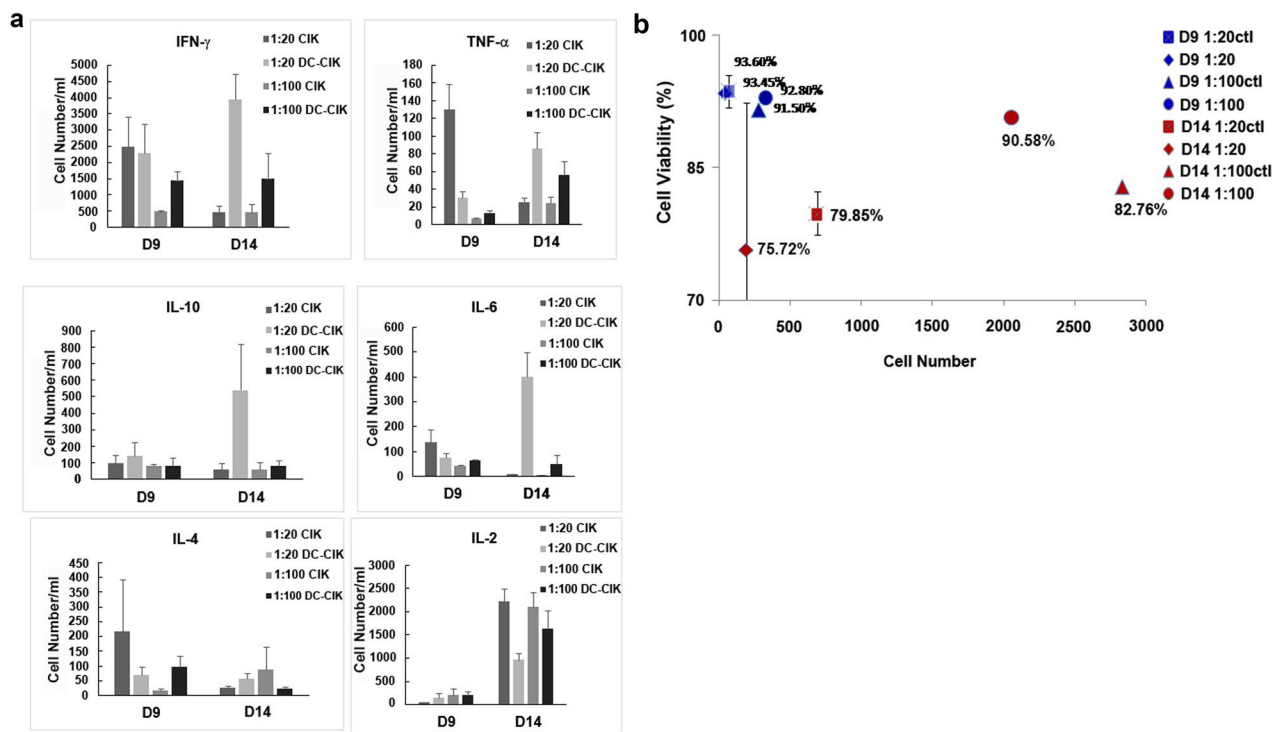 a
IFN-γ
1:20 CIK
1:20 DC-CIK
1:100 CIK
1:100 DC-CIK
Cell Number/ml
5000
4500
4000
3500
3000
2500
2000
1500
1000
500
0
D9
D14
TNF-α
1:20 CIK
1:20 DC-CIK
1:100 CIK
1:100 DC-CIK
Cell Number/ml
180
160
140
120
100
80
60
40
20
0
D9
D14
IL-10
1:20 CIK
1:20 DC-CIK
1:100 CIK
1:100 DC-CIK
Cell Number/ml
900
800
700
600
500
400
300
200
100
0
D9
D14
IL-6
1:20 CIK
1:20 DC-CIK
1:100 CIK
1:100 DC-CIK
Cell Number/ml
600
500
400
300
200
100
0
D9
D14
IL-4
1:20 CIK
1:20 DC-CIK
1:100 CIK
1:100 DC-CIK
Cell Number/ml
450
400
350
300
250
200
150
100
50
0
D9
D14
IL-2
1:20 CIK
1:20 DC-CIK
1:100 CIK
1:100 DC-CIK
Cell Number/ml
3000
2500
2000
1500
1000
500
0
D9
D14
b
Cell Viability (%)
100
85
70
93.60%
93.45%
92.80%
91.50%
90.58%
82.76%
79.85%
75.72%
0
500
1000
1500
2000
2500
3000
Cell Number
D9 1:20ctl
D9 1:20
D9 1:100ctl
D9 1:100
D14 1:20ctl
D14 1:20
D14 1:100ctl
D14 1:100